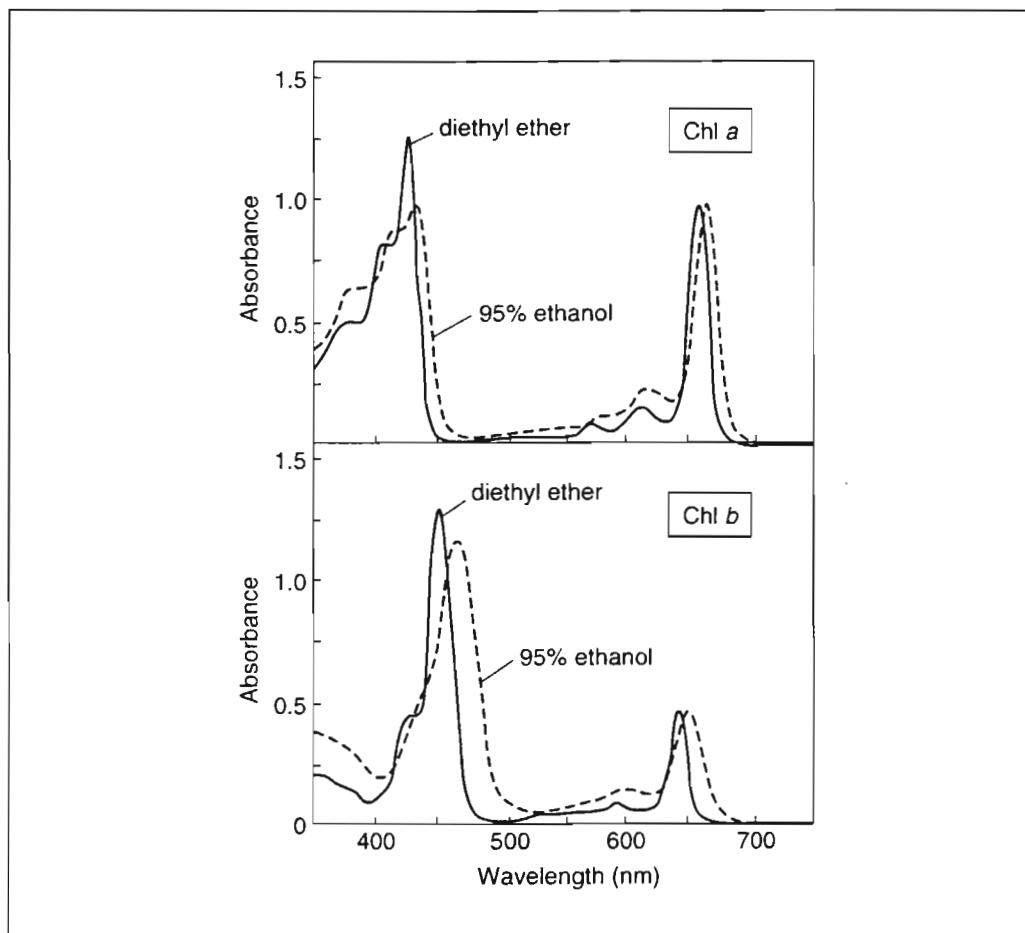 1.5
diethyl ether
Chl a
1.0
Absorbance
95% ethanol
0.5
1.5
diethyl ether
Chl b
1.0
Absorbance
95% ethanol
0.5
0
400 500 600 700
Wavelength (nm)